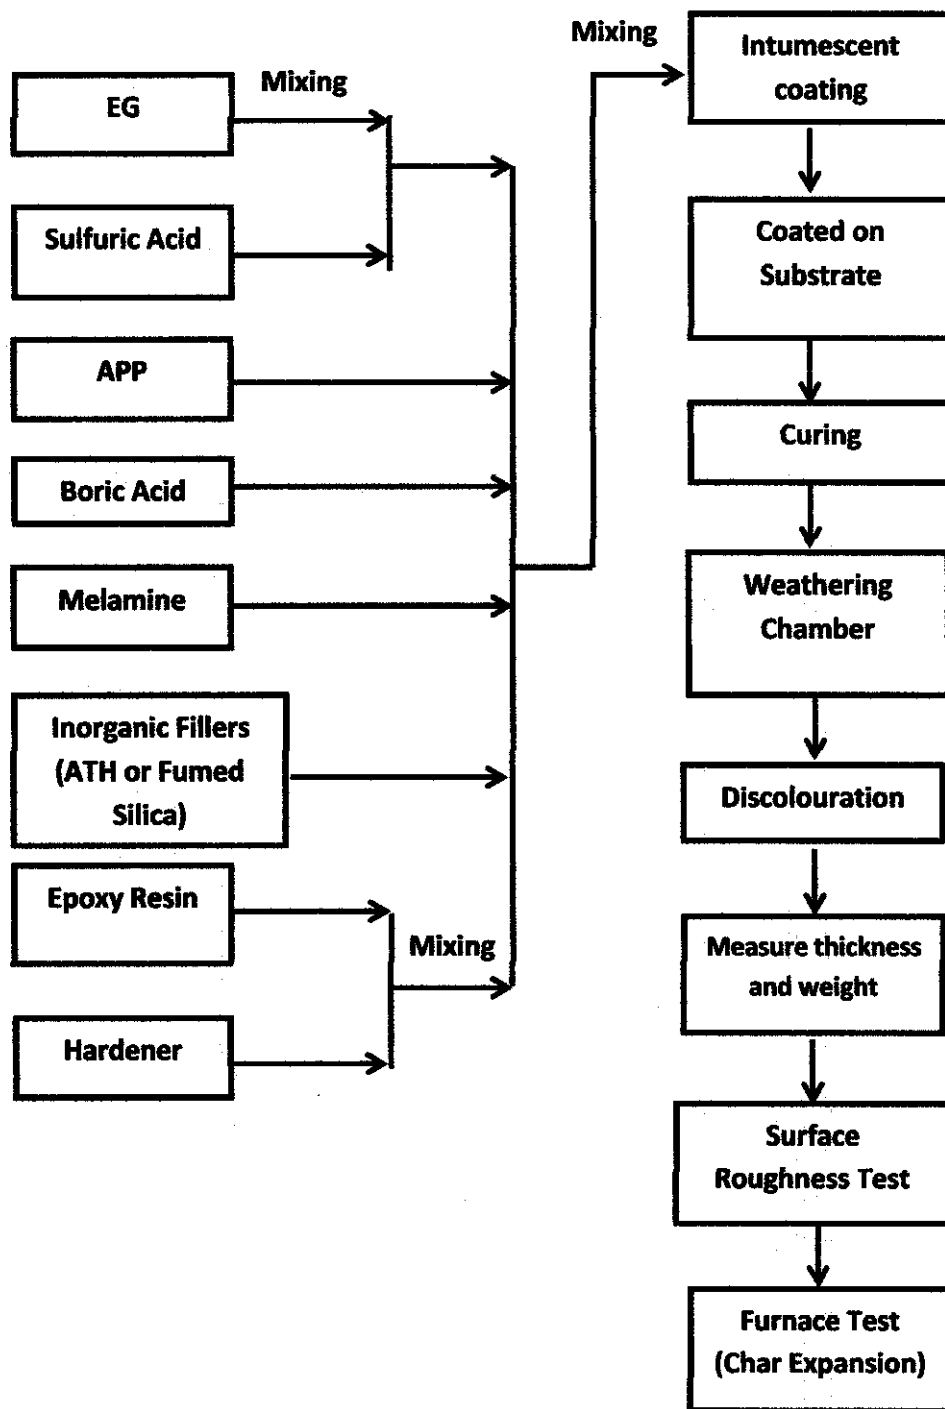 EG
Mixing
Sulfuric Acid
APP
Boric Acid
Melamine
Inorganic Fillers
(ATH or Fumed
Silica)
Epoxy Resin
Mixing
Hardener
Mixing
Intumescent
coating
Coated on
Substrate
Curing
Weathering
Chamber
Discolouration
Measure thickness
and weight
Surface
Roughness Test
Furnace Test
(Char Expansion)